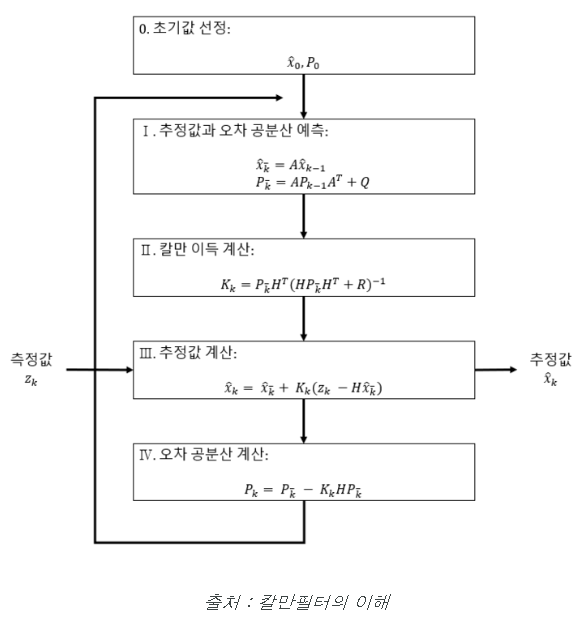 0. 초기값 선정:
x̂₀, P₀
Ⅰ. 추정값과 오차 공분산 예측:
x̂ₖ̄ = Ax̂ₖ₋₁
Pₖ̄ = APₖ₋₁Aᵀ + Q
Ⅱ. 칼만 이득 계산:
Kₖ = Pₖ̄Hᵀ(HPₖ̄Hᵀ + R)⁻¹
측정값
zₖ
Ⅲ. 추정값 계산:
x̂ₖ = x̂ₖ̄ + Kₖ(zₖ − Hx̂ₖ̄)
추정값
x̂ₖ
Ⅳ. 오차 공분산 계산:
Pₖ = Pₖ̄ − KₖHPₖ̄
출처 : 칼만필터의 이해